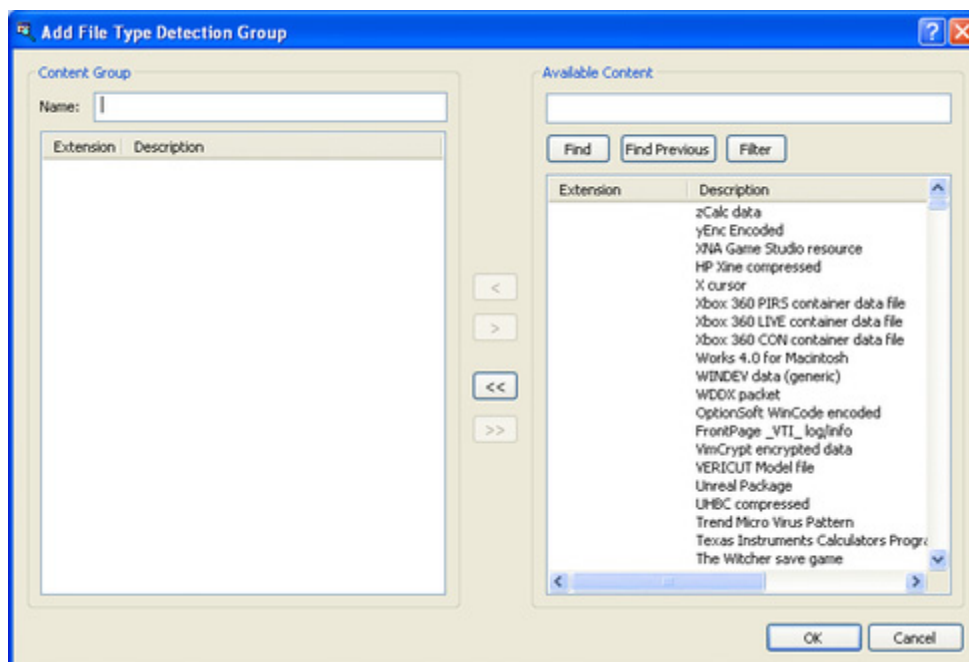 Add File Type Detection Group
?
X
Content Group
Name:
Extension Description
<
>
<<
>>
Available Content
Find Find Previous Filter
Extension Description
zCalc data
yEnc Encoded
XNA Game Studio resource
HP Xine compressed
X cursor
Xbox 360 PIRS container data file
Xbox 360 LIVE container data file
Xbox 360 CON container data file
Works 4.0 for Macintosh
WINDEV data (generic)
WDDX packet
OptionSoft WinCode encoded
FrontPage _VTI_ log/info
VimCrypt encrypted data
VERICUT Model file
Unreal Package
UHBC compressed
Trend Micro Virus Pattern
Texas Instruments Calculators Progra
The Witcher save game
OK Cancel